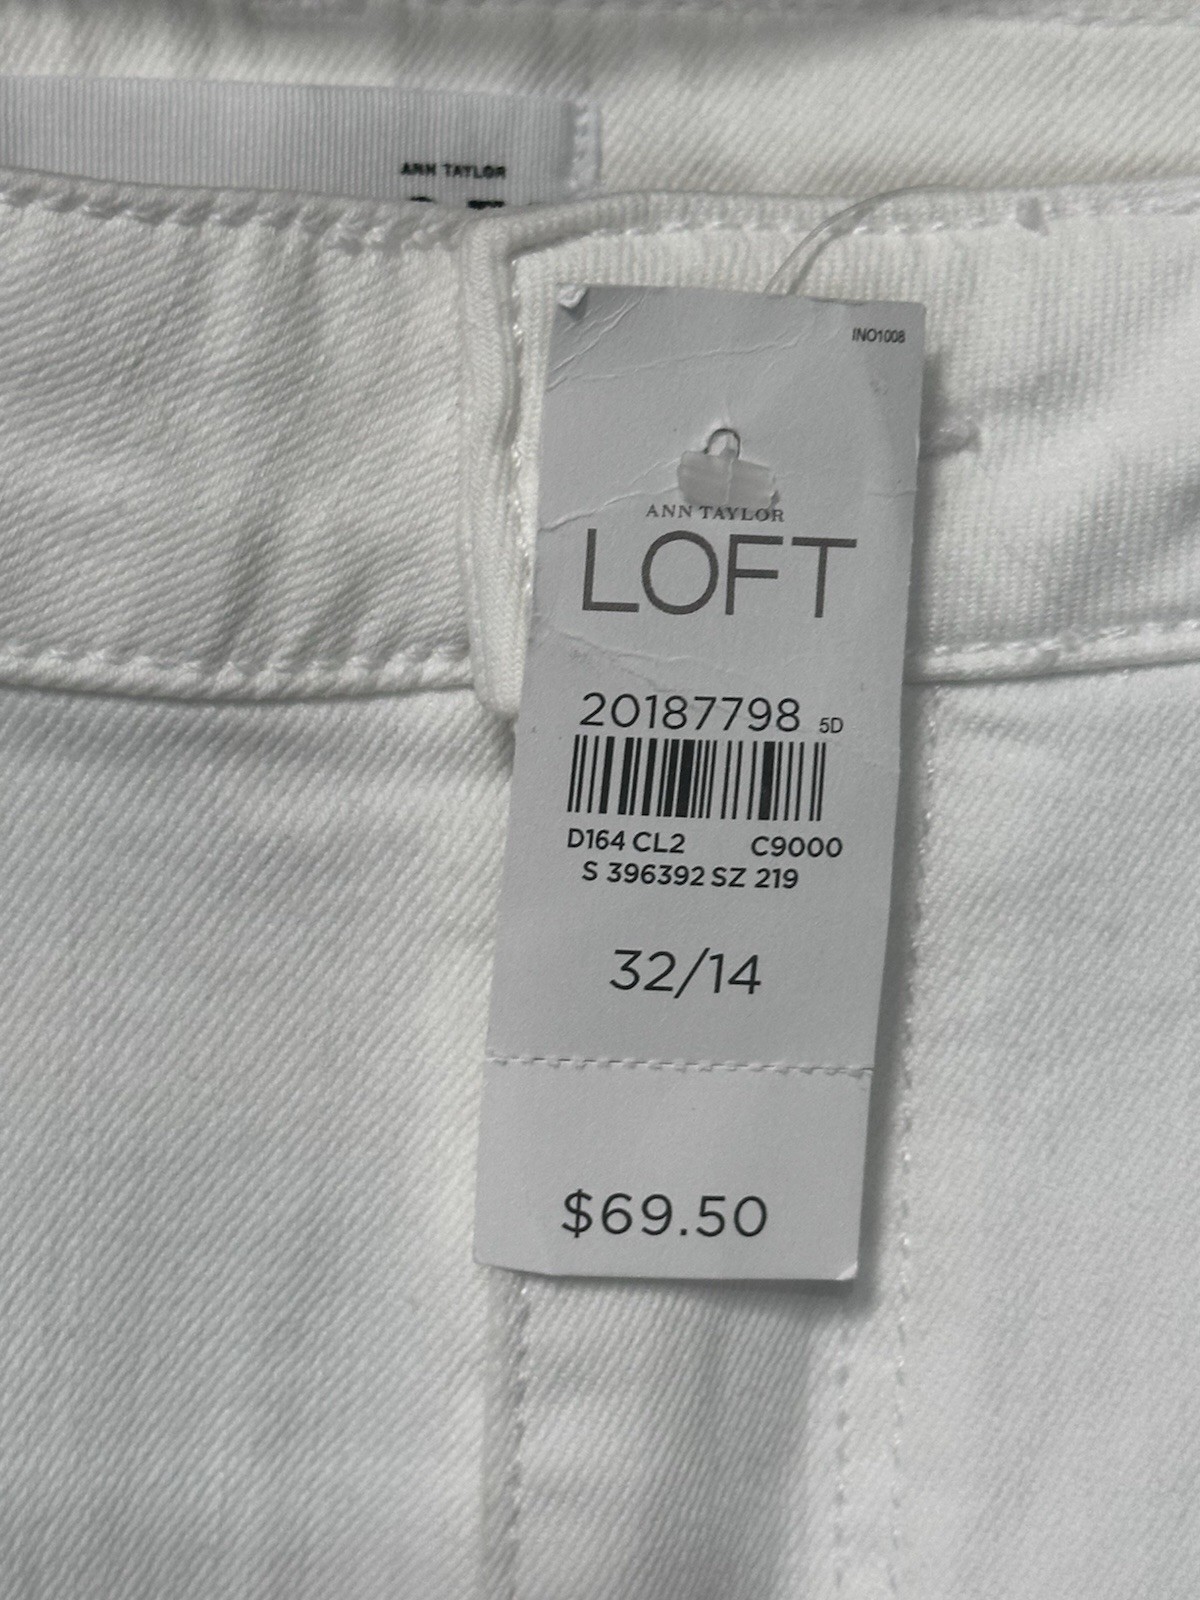 ANN TAYLOR
INO1008
ANN TAYLOR
LOFT
20187798 5D
D164 CL2 C9000
S 396392 SZ 219
32/14
$69.50